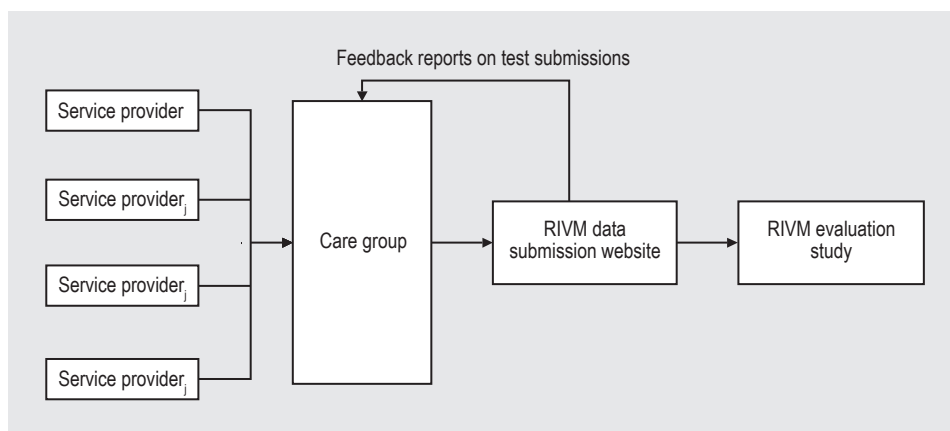 Feedback reports on test submissions
Service provider
Service providerj
Service providerj
Service providerj
Care group
RIVM data
submission website
RIVM evaluation
study